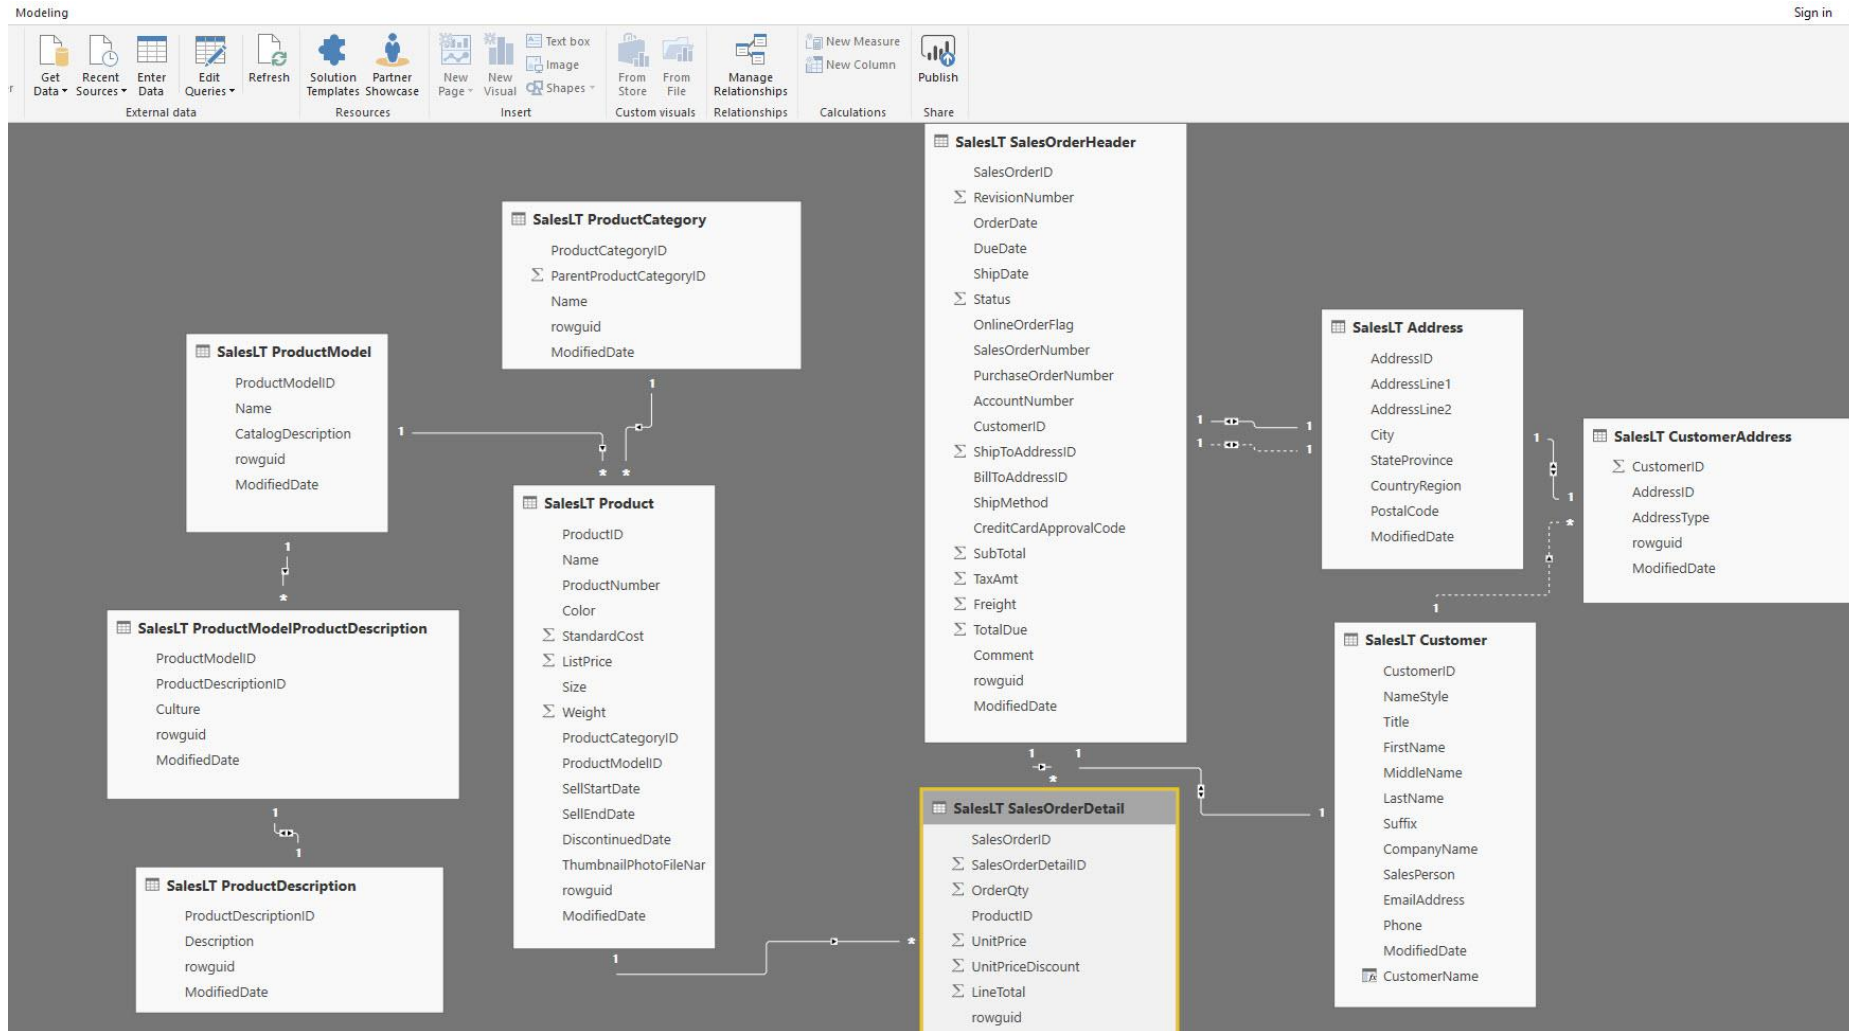 Modeling
Sign in
Get Data
Recent Sources
Enter Data
Edit Queries
Refresh
Solution Templates
Partner Showcase
New Page
New Visual
Text box
Image
Shapes
From Store
From File
Manage Relationships
New Measure
New Column
Publish
External data
Resources
Insert
Custom visuals
Relationships
Calculations
Share
SalesLT SalesOrderHeader
SalesOrderID
RevisionNumber
OrderDate
DueDate
ShipDate
Status
OnlineOrderFlag
SalesOrderNumber
PurchaseOrderNumber
AccountNumber
CustomerID
ShipToAddressID
BillToAddressID
ShipMethod
CreditCardApprovalCode
SubTotal
TaxAmt
Freight
TotalDue
Comment
rowguid
ModifiedDate
SalesLT ProductCategory
ProductCategoryID
ParentProductCategoryID
Name
rowguid
ModifiedDate
SalesLT ProductModel
ProductModelID
Name
CatalogDescription
rowguid
ModifiedDate
SalesLT Address
AddressID
AddressLine1
AddressLine2
City
StateProvince
CountryRegion
PostalCode
ModifiedDate
SalesLT CustomerAddress
CustomerID
AddressID
AddressType
rowguid
ModifiedDate
SalesLT Product
ProductID
Name
ProductNumber
Color
StandardCost
ListPrice
Size
Weight
ProductCategoryID
ProductModelID
SellStartDate
SellEndDate
DiscontinuedDate
ThumbnailPhotoFileNar
rowguid
ModifiedDate
SalesLT ProductModelProductDescription
ProductModelID
ProductDescriptionID
Culture
rowguid
ModifiedDate
SalesLT Customer
CustomerID
NameStyle
Title
FirstName
MiddleName
LastName
Suffix
CompanyName
SalesPerson
EmailAddress
Phone
ModifiedDate
CustomerName
SalesLT SalesOrderDetail
SalesOrderID
SalesOrderDetailID
OrderQty
ProductID
UnitPrice
UnitPriceDiscount
LineTotal
rowguid
SalesLT ProductDescription
ProductDescriptionID
Description
rowguid
ModifiedDate